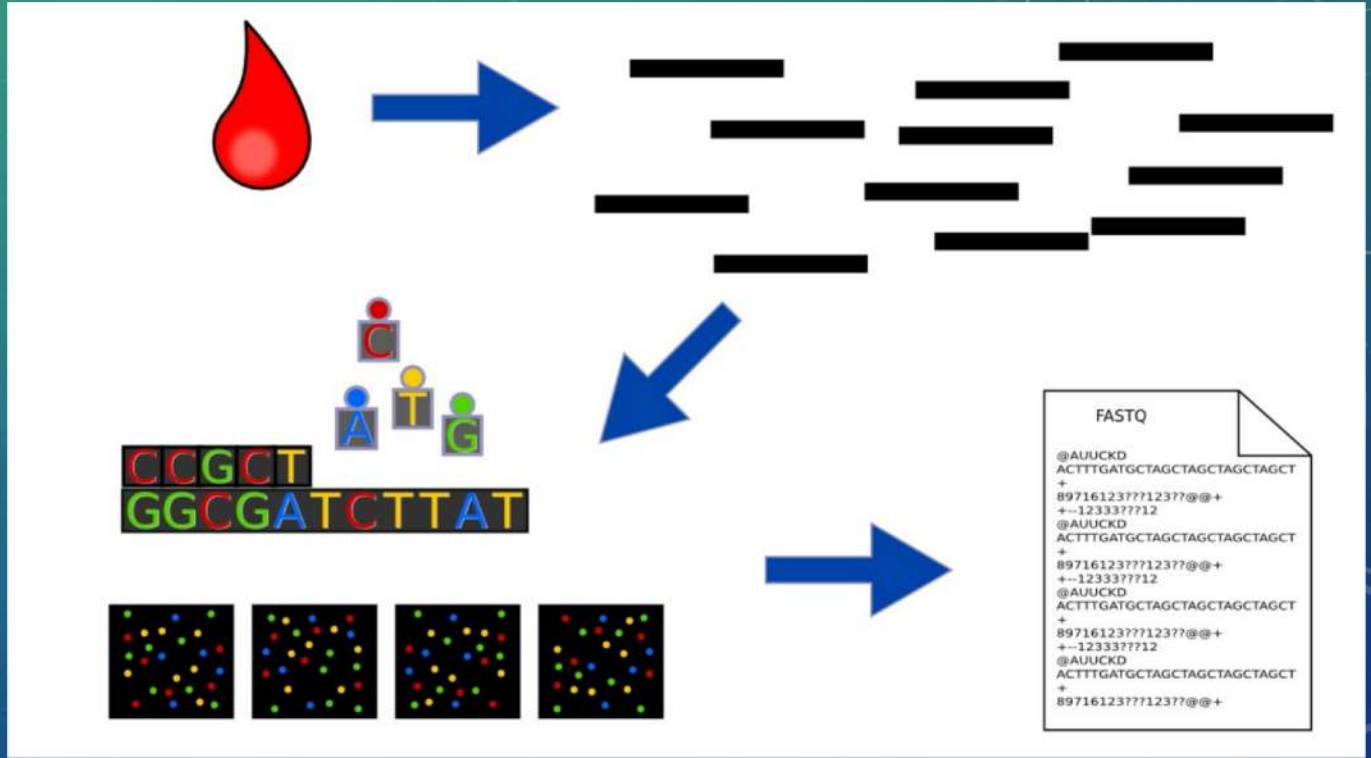 C
T
A
G
CCGCT
GGCGATCTTAT
FASTQ
@AUUCKD
ACTTTGATGCTAGCTAGCTAGCTAGCT
+
89716123???123??@@+
+--12333???12
@AUUCKD
ACTTTGATGCTAGCTAGCTAGCTAGCT
+
89716123???123??@@+
+--12333???12
@AUUCKD
ACTTTGATGCTAGCTAGCTAGCTAGCT
+
89716123???123??@@+
+--12333???12
@AUUCKD
ACTTTGATGCTAGCTAGCTAGCTAGCT
+
89716123???123??@@+